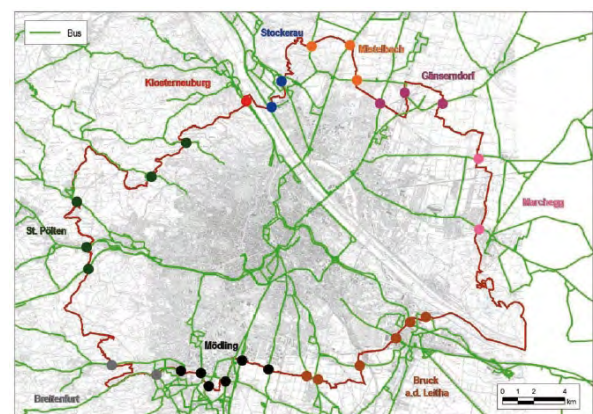 Bus
Stockerau
Mistelbach
Klosterneuburg
Gänserndorf
Marchegg
St. Pölten
Mödling
Breitenfurt
Bruck
a.d. Leitha
0 1 2 4
km